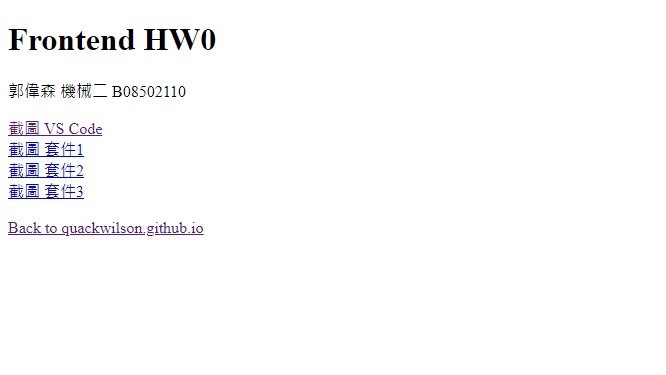 Frontend HW0
郭偉森 機械二 B08502110
截圖 VS Code
截圖 套件1
截圖 套件2
截圖 套件3
Back to quackwilson.github.io